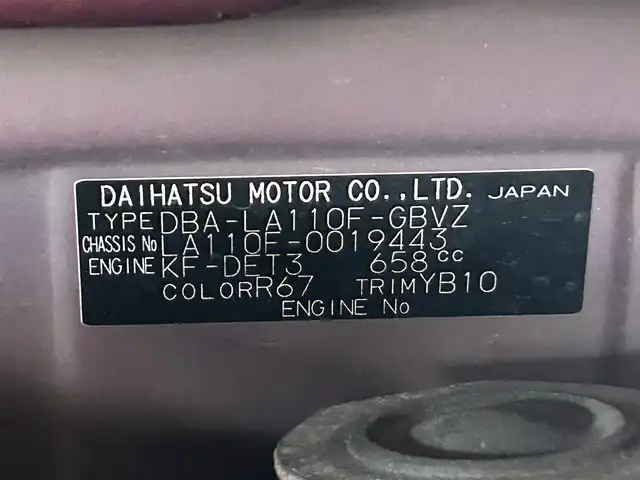 DAIHATSU MOTOR CO.,LTD. JAPAN
TYPE DBA-LA110F-GBVZ
CHASSIS No LA110F-0019443
ENGINE KF-DET3 658cc
COLOR R67 TRIM YB10
ENGINE No